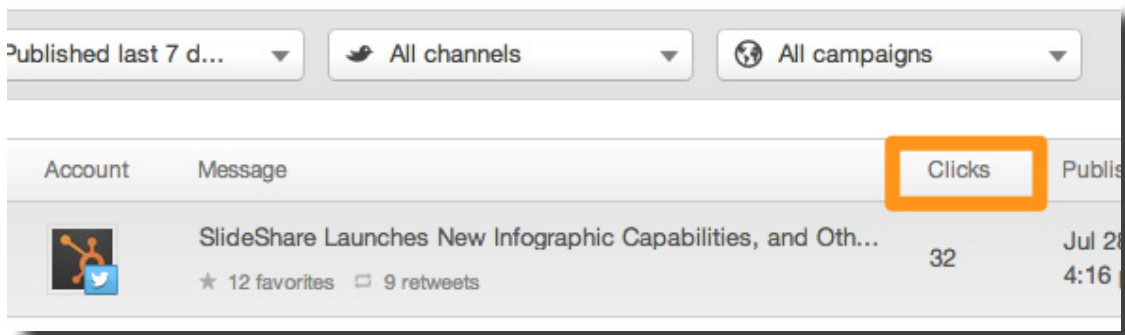 Published last 7 d... All channels All campaigns
Account Message Clicks Publis
SlideShare Launches New Infographic Capabilities, and Oth... 32 Jul 28
12 favorites 9 retweets 4:16